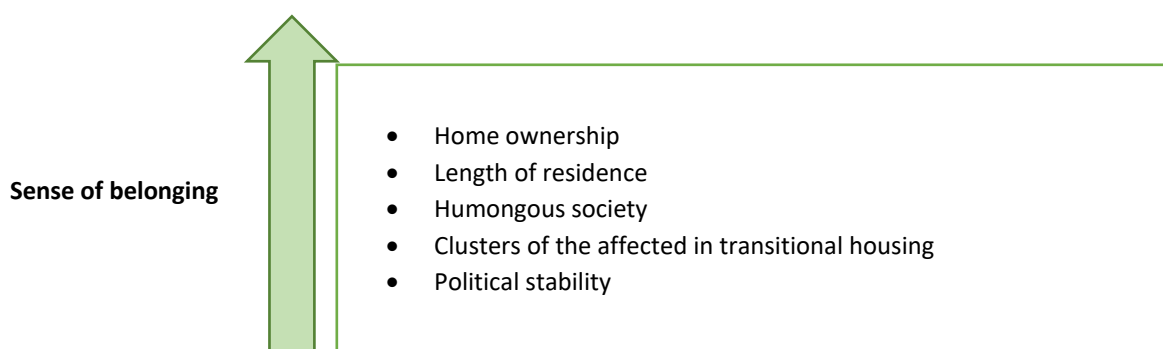 Sense of belonging
• Home ownership
• Length of residence
• Humongous society
• Clusters of the affected in transitional housing
• Political stability